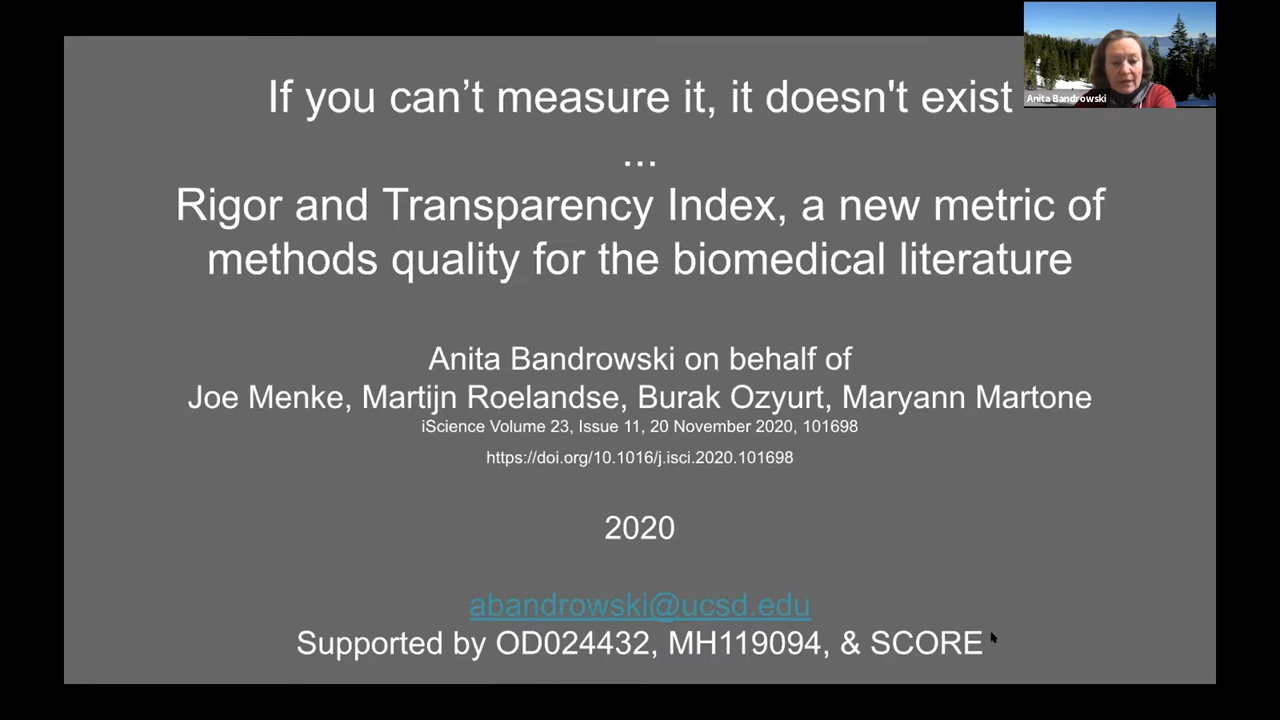 If you can’t measure it, it doesn't exist
...
Rigor and Transparency Index, a new metric of
methods quality for the biomedical literature
Anita Bandrowski on behalf of
Joe Menke, Martijn Roelandse, Burak Ozyurt, Maryann Martone
iScience Volume 23, Issue 11, 20 November 2020, 101698
https://doi.org/10.1016/j.isci.2020.101698
2020
abandrowski@ucsd.edu
Supported by OD024432, MH119094, & SCORE
Anita Bandrowski